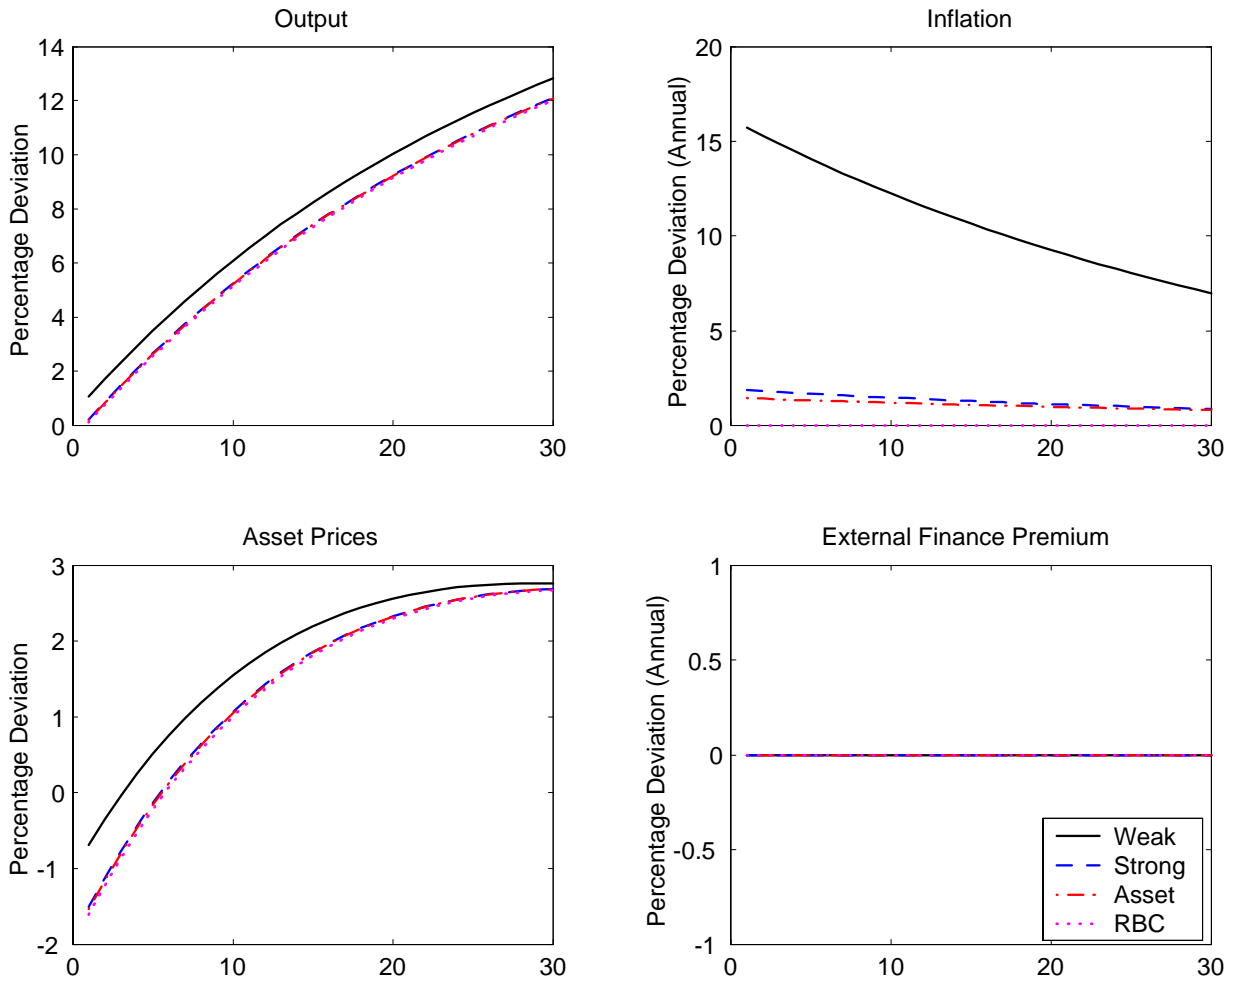 Output
Percentage Deviation
14
12
10
8
6
4
2
0
0 10 20 30
Inflation
Percentage Deviation (Annual)
20
15
10
5
0
0 10 20 30
Asset Prices
Percentage Deviation
3
2
1
0
-1
-2
0 10 20 30
External Finance Premium
Percentage Deviation (Annual)
1
0.5
0
-0.5
-1
0 10 20 30
Weak
Strong
Asset
RBC